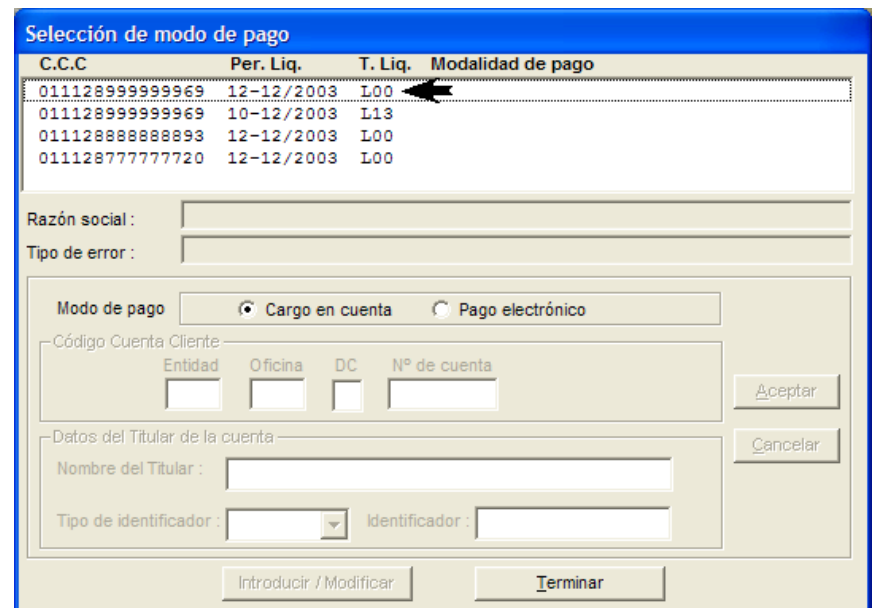 Selección de modo de pago
C.C.C Per. Liq. T. Liq. Modalidad de pago
011128999999969 12-12/2003 L00
011128999999969 10-12/2003 L13
011128888888893 12-12/2003 L00
011128777777720 12-12/2003 L00
Razón social :
Tipo de error :
Modo de pago Cargo en cuenta Pago electrónico
Código Cuenta Cliente
Entidad Oficina DC Nº de cuenta
Aceptar
Datos del Titular de la cuenta
Cancelar
Nombre del Titular :
Tipo de identificador : Identificador :
Introducir / Modificar Terminar